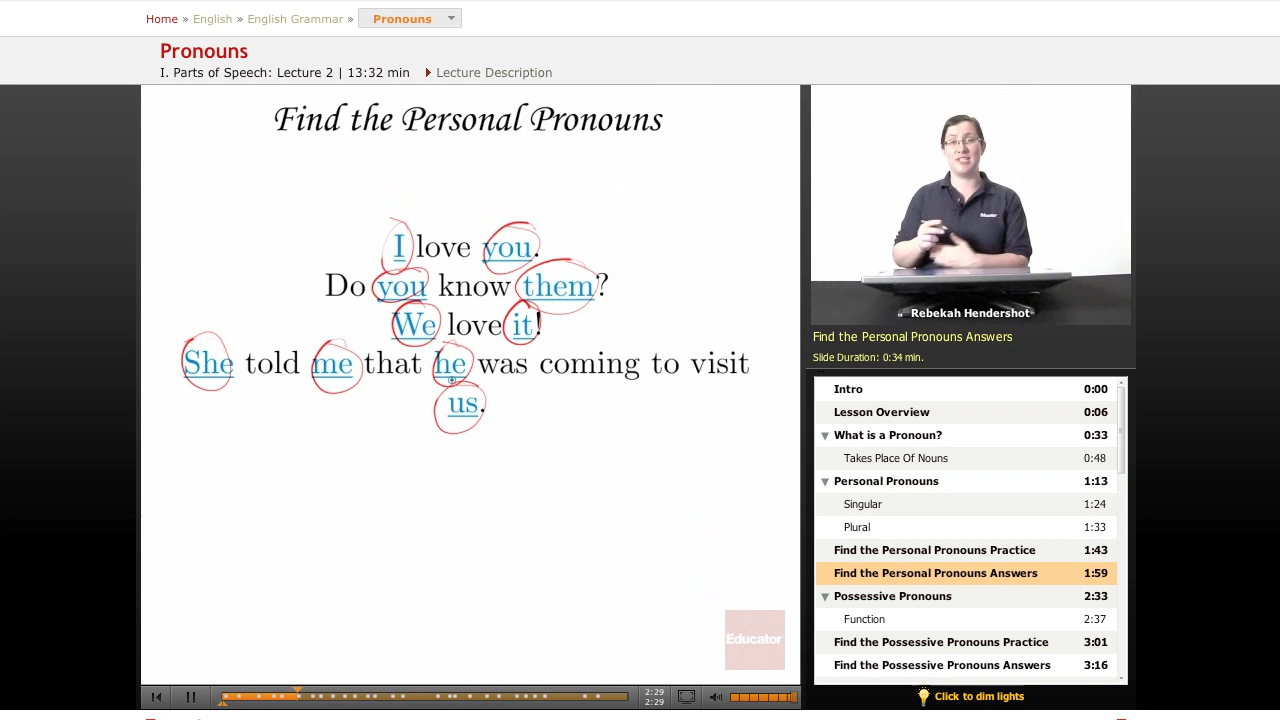 Home » English » English Grammar » Pronouns
Pronouns
I. Parts of Speech: Lecture 2 | 13:32 min Lecture Description
Find the Personal Pronouns
I love you.
Do you know them?
We love it!
She told me that he was coming to visit
us.
Educator
Educator
Rebekah Hendershot
Find the Personal Pronouns Answers
Slide Duration: 0:34 min.
Intro 0:00
Lesson Overview 0:06
What is a Pronoun? 0:33
Takes Place Of Nouns 0:48
Personal Pronouns 1:13
Singular 1:24
Plural 1:33
Find the Personal Pronouns Practice 1:43
Find the Personal Pronouns Answers 1:59
Possessive Pronouns 2:33
Function 2:37
Find the Possessive Pronouns Practice 3:01
Find the Possessive Pronouns Answers 3:16
2:29
2:29
Click to dim lights